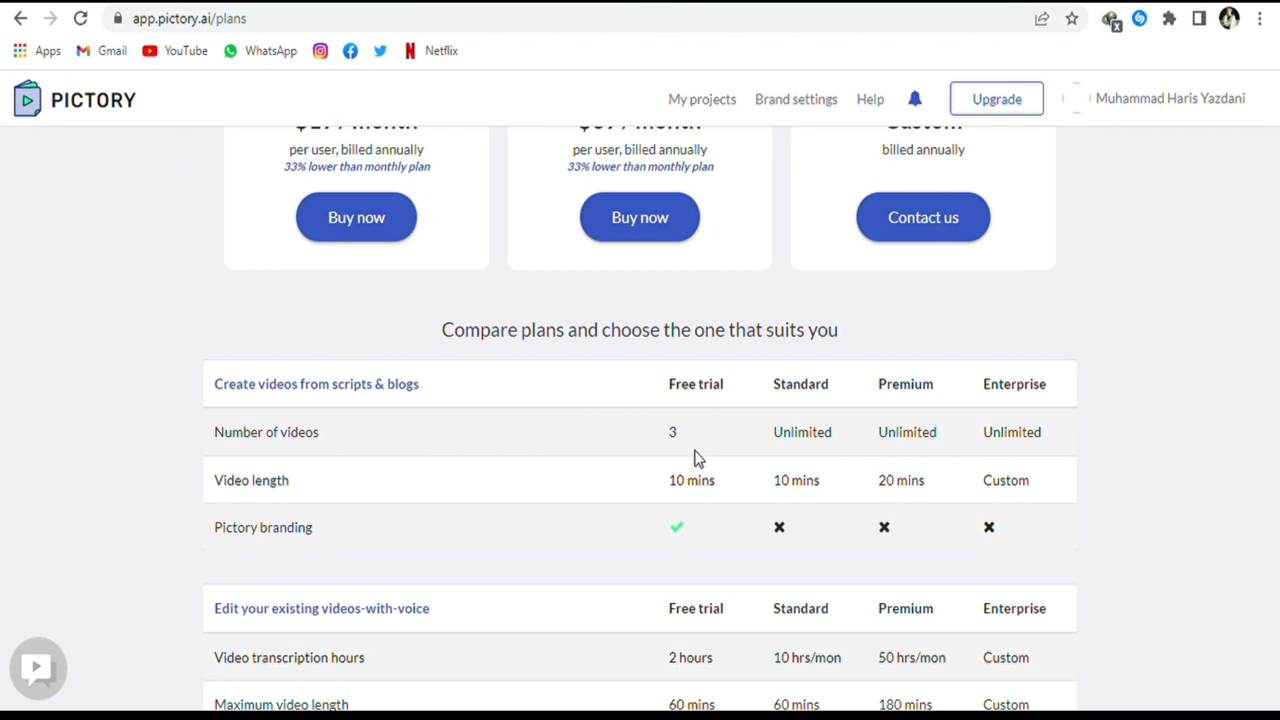 app.pictory.ai/plans
Apps Gmail YouTube WhatsApp Netflix
PICTORY
My projects Brand settings Help Upgrade Muhammad Haris Yazdani
per user, billed annually per user, billed annually billed annually
33% lower than monthly plan 33% lower than monthly plan
Buy now Buy now Contact us
Compare plans and choose the one that suits you
Create videos from scripts & blogs Free trial Standard Premium Enterprise
Number of videos 3 Unlimited Unlimited Unlimited
Video length 10 mins 10 mins 20 mins Custom
Pictory branding
Edit your existing videos-with-voice Free trial Standard Premium Enterprise
Video transcription hours 2 hours 10 hrs/mon 50 hrs/mon Custom
Maximum video length 60 mins 60 mins 180 mins Custom